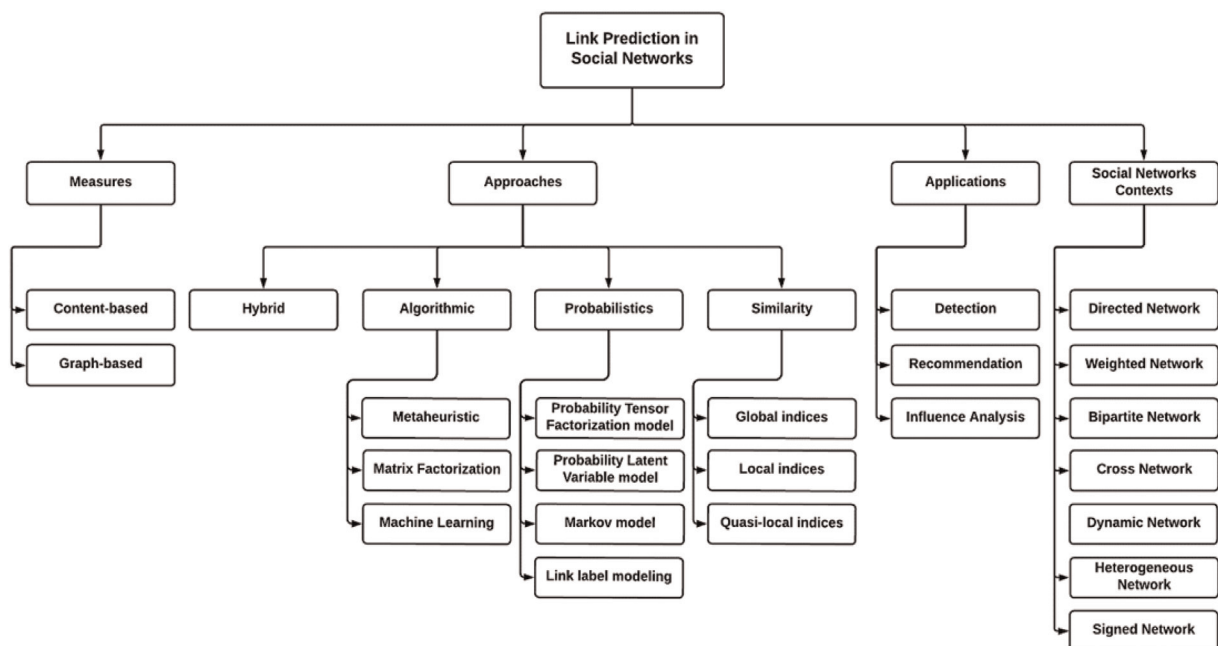 Link Prediction in
Social Networks
Measures
Approaches
Applications
Social Networks
Contexts
Content-based
Hybrid
Algorithmic
Probabilistics
Similarity
Detection
Directed Network
Graph-based
Recommendation
Weighted Network
Metaheuristic
Probability Tensor
Factorization model
Global indices
Influence Analysis
Bipartite Network
Matrix Factorization
Probability Latent
Variable model
Local indices
Cross Network
Machine Learning
Markov model
Quasi-local indices
Dynamic Network
Link label modeling
Heterogeneous
Network
Signed Network